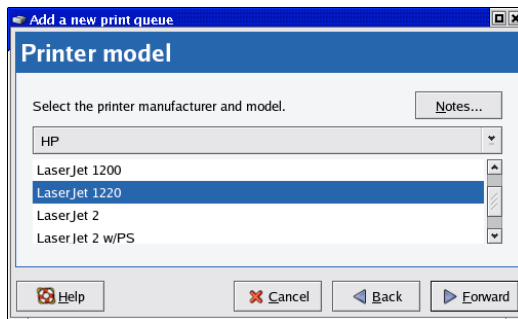 Add a new print queue
Printer model
Select the printer manufacturer and model.
Notes...
HP
LaserJet 1200
LaserJet 1220
LaserJet 2
LaserJet 2 w/PS
Help
Cancel
Back
Forward